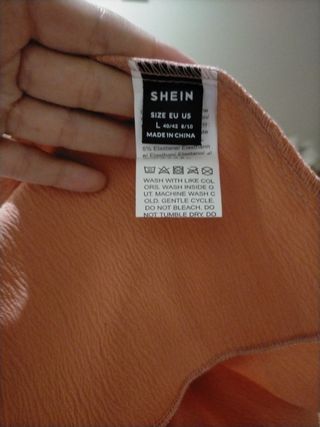 SHEIN
SIZE EU US
L 40/42 8/10
MADE IN CHINA
5% Elastane/ Elasthann
WASH WITH LIKE COL
ORS. WASH INSIDE O
UT. MACHINE WASH C
OLD. GENTLE CYCLE.
DO NOT BLEACH. DO
NOT TUMBLE DRY. DO